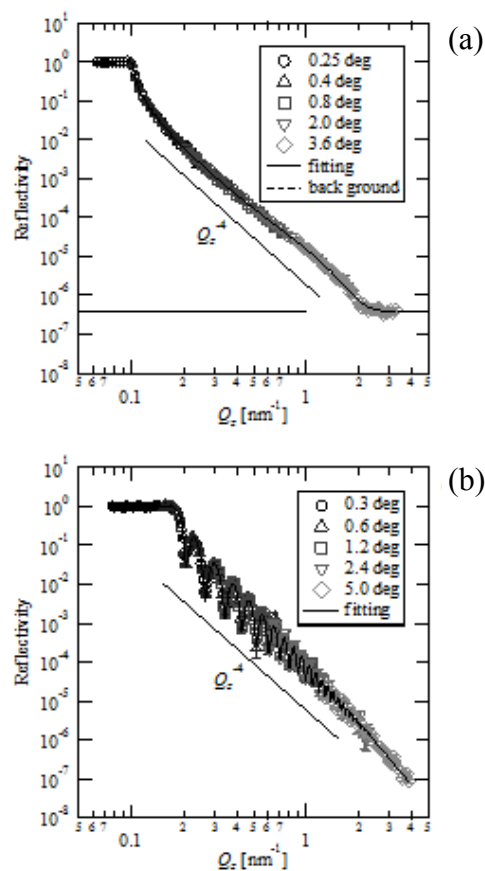 (a)
10^1
10^0
10^-1
10^-2
10^-3
10^-4
10^-5
10^-6
10^-7
10^-8
Reflectivity
0.25 deg
0.4 deg
0.8 deg
2.0 deg
3.6 deg
fitting
back ground
Q_z^-4
5 6 7 2 3 4 5 6 7 2 3 4 5
0.1 1
Q_z [nm^-1]
(b)
10^1
10^0
10^-1
10^-2
10^-3
10^-4
10^-5
10^-6
10^-7
10^-8
Reflectivity
0.3 deg
0.6 deg
1.2 deg
2.4 deg
5.0 deg
fitting
Q_z^-4
5 6 7 2 3 4 5 6 7 2 3 4 5
0.1 1
Q_z [nm^-1]